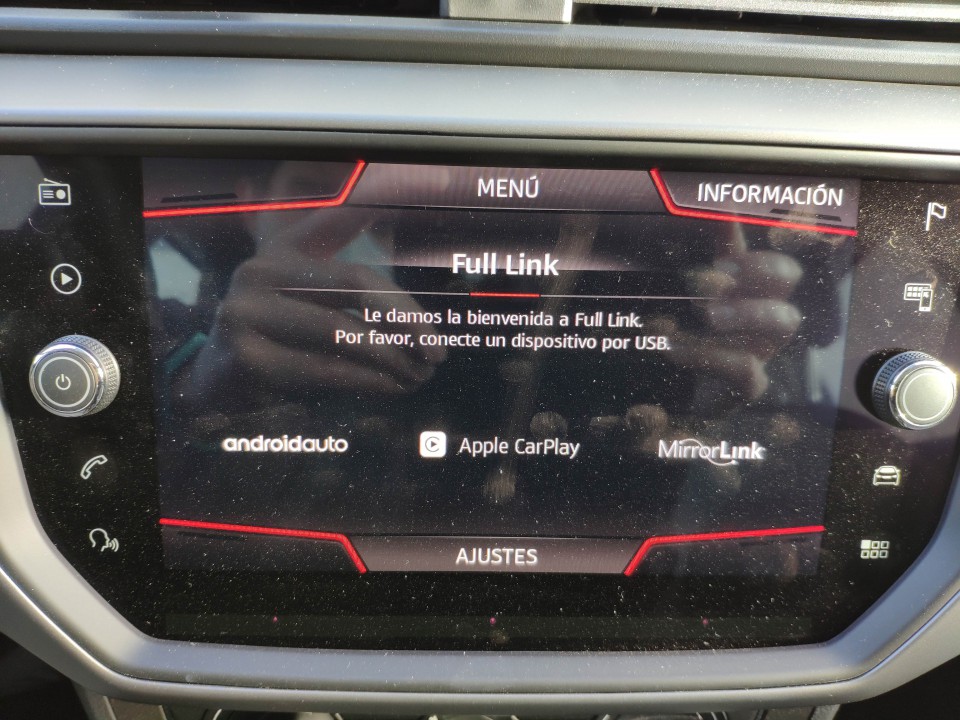 MENÚ
INFORMACIÓN
Full Link
Le damos la bienvenida a Full Link.
Por favor, conecte un dispositivo por USB.
androidauto
Apple CarPlay
MirrorLink
AJUSTES